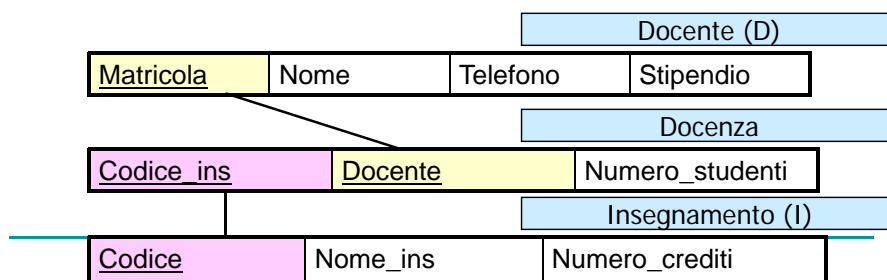 Docente (D)
Matricola Nome Telefono Stipendio
Docenza
Codice_ins Docente Numero_studenti
Insegnamento (I)
Codice Nome_ins Numero_crediti